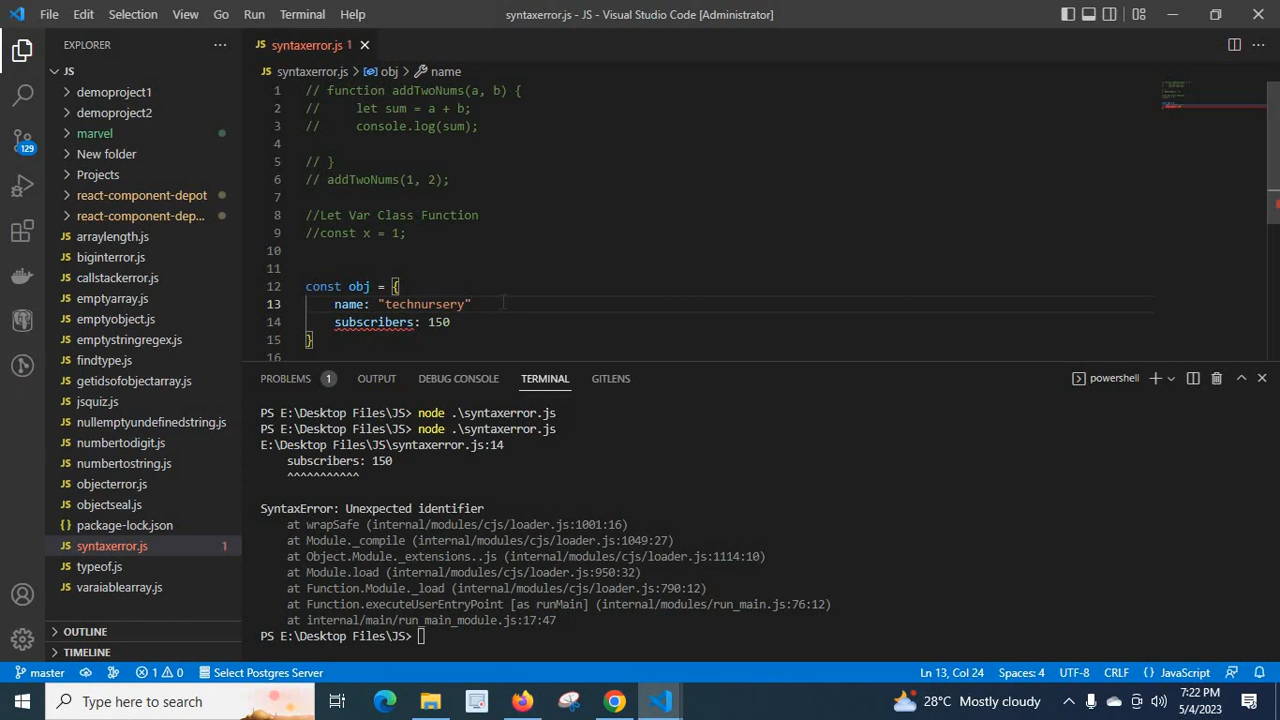 File Edit Selection View Go Run Terminal Help
syntaxerror.js - JS - Visual Studio Code [Administrator]
EXPLORER
JS
demoproject1
demoproject2
marvel
New folder
Projects
react-component-depot
react-component-dep...
arraylength.js
biginterror.js
callstackerror.js
emptyarray.js
emptyobject.js
emptystringregex.js
findtype.js
getidsofobjectarray.js
jsquiz.js
nullemptyundefinedstring.js
numbertodigit.js
numbertostring.js
objecterror.js
objectseal.js
package-lock.json
syntaxerror.js 1
typeof.js
varaiablearray.js
OUTLINE
TIMELINE
129
JS syntaxerror.js 1
JS syntaxerror.js > obj > name
1 // function addTwoNums(a, b) {
2 //     let sum = a + b;
3 //     console.log(sum);
4
5 // }
6 // addTwoNums(1, 2);
7
8 //Let Var Class Function
9 //const x = 1;
10
11
12 const obj = {
13     name: "technursery"
14     subscribers: 150
15 }
16
PROBLEMS 1 OUTPUT DEBUG CONSOLE TERMINAL GITLENS
powershell
PS E:\Desktop Files\JS> node .\syntaxerror.js
PS E:\Desktop Files\JS> node .\syntaxerror.js
E:\Desktop Files\JS\syntaxerror.js:14
    subscribers: 150
    ^^^^^^^^^^^
SyntaxError: Unexpected identifier
    at wrapSafe (internal/modules/cjs/loader.js:1001:16)
    at Module._compile (internal/modules/cjs/loader.js:1049:27)
    at Object.Module._extensions..js (internal/modules/cjs/loader.js:1114:10)
    at Module.load (internal/modules/cjs/loader.js:950:32)
    at Function.Module._load (internal/modules/cjs/loader.js:790:12)
    at Function.executeUserEntryPoint [as runMain] (internal/modules/run_main.js:76:12)
    at internal/main/run_main_module.js:17:47
PS E:\Desktop Files\JS>
master 1 0 Select Postgres Server Ln 13, Col 24 Spaces: 4 UTF-8 CRLF {} JavaScript
Type here to search
28°C Mostly cloudy
7:22 PM
5/4/2023